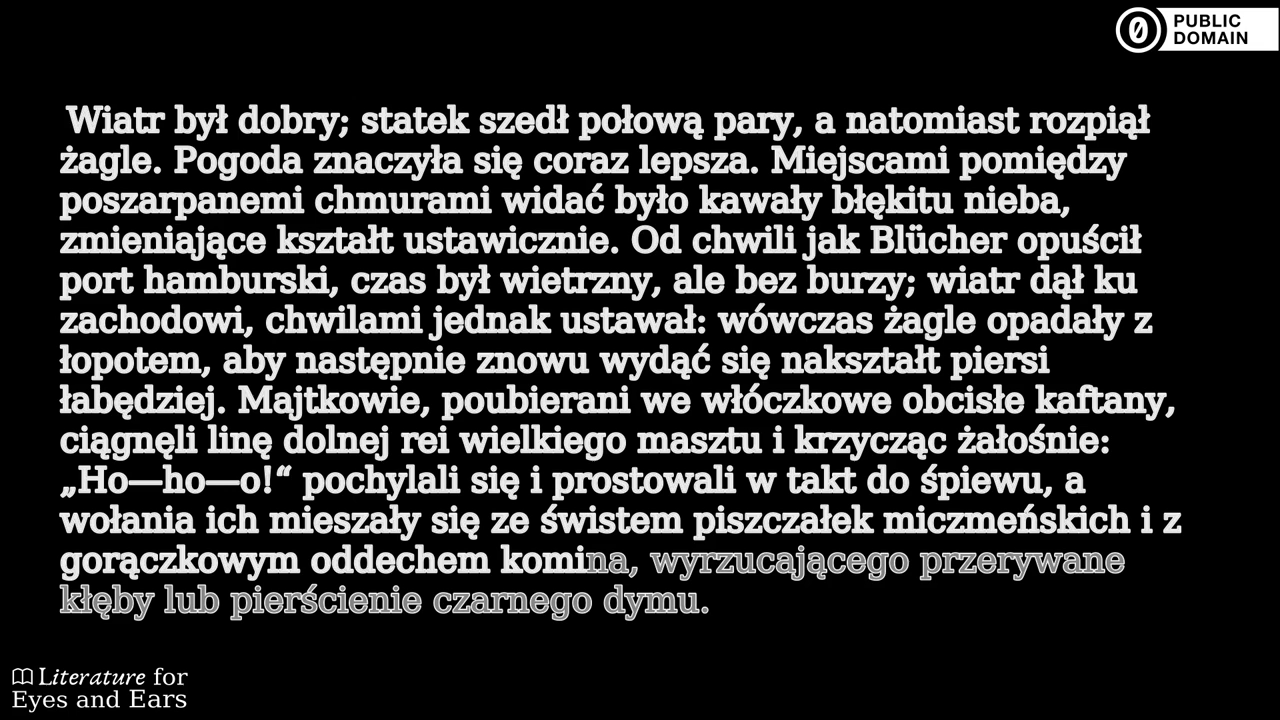 PUBLIC
DOMAIN
Wiatr był dobry; statek szedł połową pary, a natomiast rozpiął
żagle. Pogoda znaczyła się coraz lepsza. Miejscami pomiędzy
poszarpanemi chmurami widać było kawały błękitu nieba,
zmieniające kształt ustawicznie. Od chwili jak Blücher opuścił
port hamburski, czas był wietrzny, ale bez burzy; wiatr dął ku
zachodowi, chwilami jednak ustawał: wówczas żagle opadały z
łopotem, aby następnie znowu wydąć się nakształt piersi
łabędziej. Majtkowie, poubierani we włóczkowe obcisłe kaftany,
ciągnęli linę dolnej rei wielkiego masztu i krzycząc żałośnie:
„Ho—ho—o!“ pochylali się i prostowali w takt do śpiewu, a
wołania ich mieszały się ze świstem piszczałek miczmeńskich i z
gorączkowym oddechem komina, wyrzucającego przerywane
kłęby lub pierścienie czarnego dymu.
Literature for
Eyes and Ears